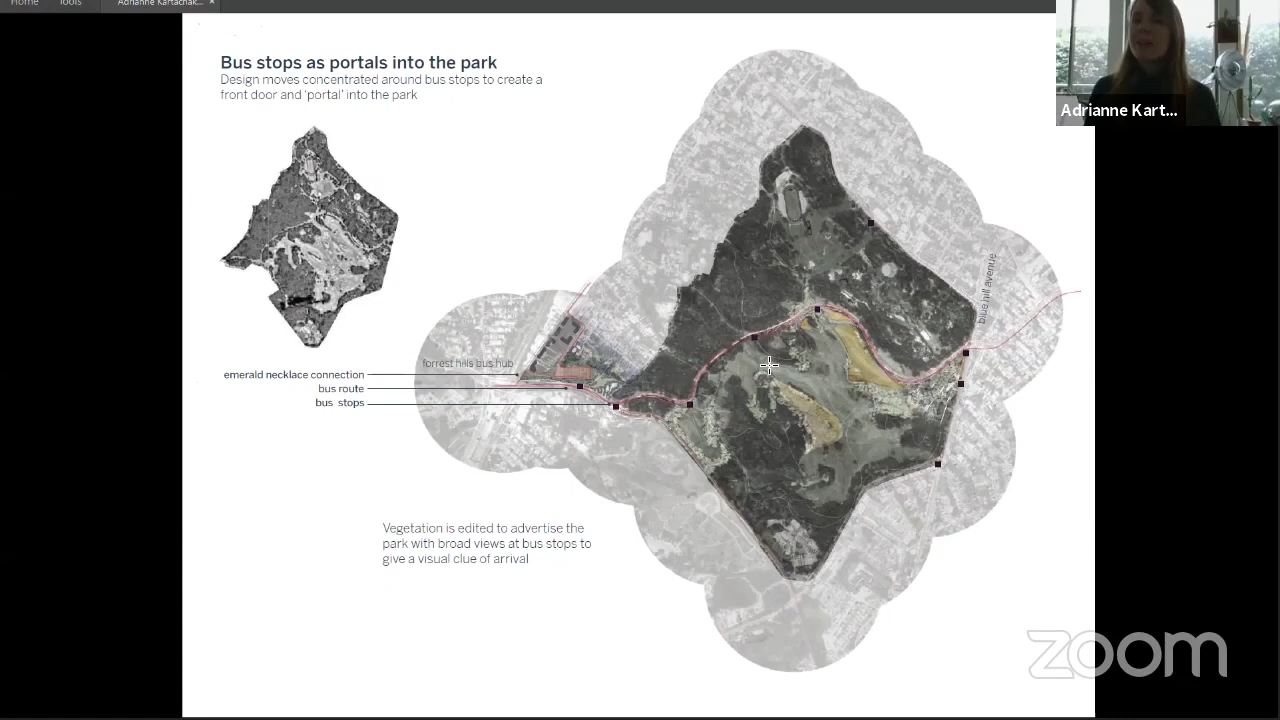 Home
Tools
Adrianne Kartachak... ×
Bus stops as portals into the park
Design moves concentrated around bus stops to create a
front door and ‘portal’ into the park
Adrianne Kart...
blue hill avenue
forrest hills bus hub
emerald necklace connection
bus route
bus stops
Vegetation is edited to advertise the
park with broad views at bus stops to
give a visual clue of arrival
zoom